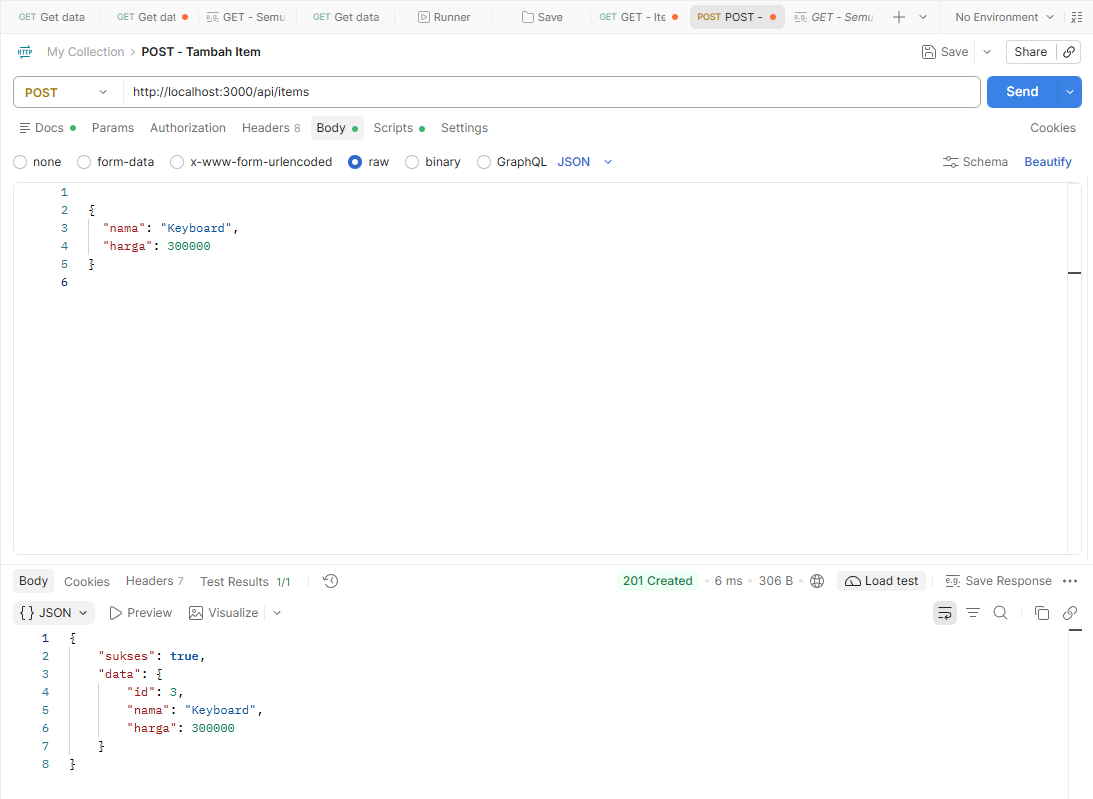 GET Get data GET Get dat e.g. GET - Semu GET Get data Runner Save GET GET - Ite POST POST - e.g. GET - Semu No Environment
HTTP My Collection > POST - Tambah Item Save Share
POST http://localhost:3000/api/items Send
Docs Params Authorization Headers 8 Body Scripts Settings Cookies
none form-data x-www-form-urlencoded raw binary GraphQL JSON Schema Beautify
1
2 {
3 "nama": "Keyboard",
4 "harga": 300000
5 }
6
Body Cookies Headers 7 Test Results 1/1 201 Created • 6 ms • 306 B • Load test e.g. Save Response
{ } JSON Preview Visualize
1 {
2 "sukses": true,
3 "data": {
4 "id": 3,
5 "nama": "Keyboard",
6 "harga": 300000
7 }
8 }